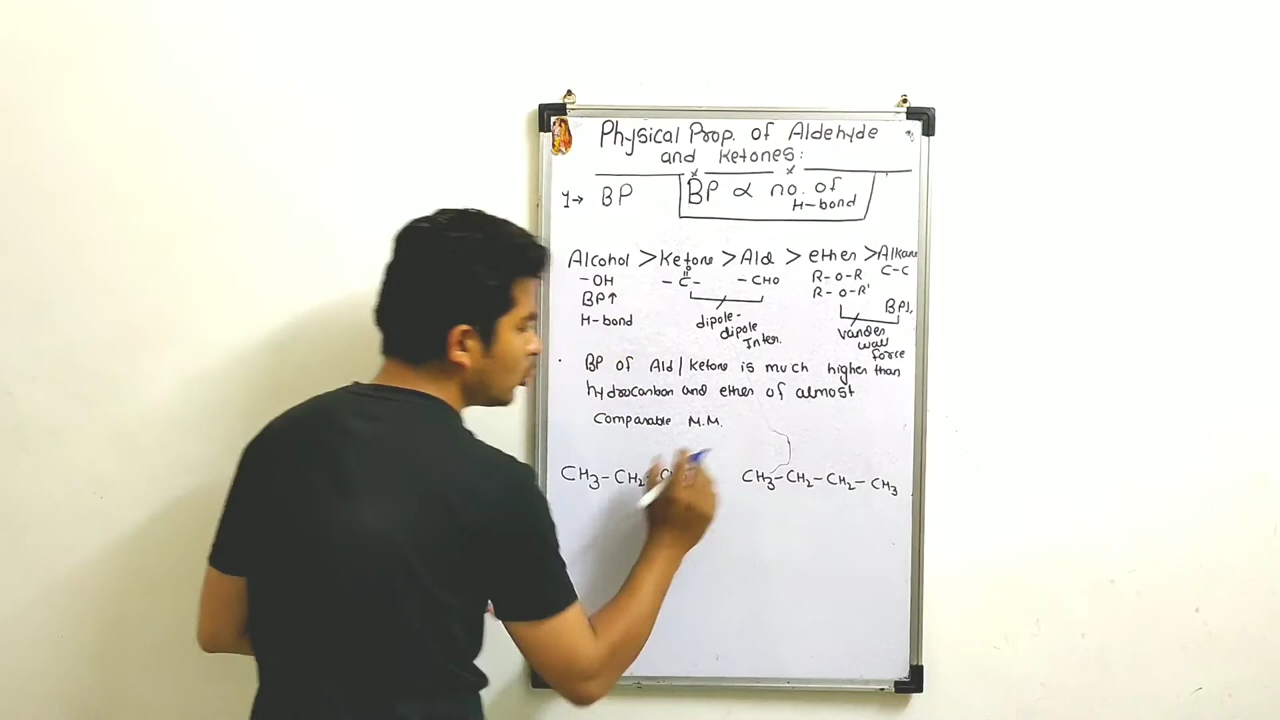 Physical Prop. of Aldehyde
and Ketones:
1→ BP BP ∝ no. of
H-bond
Alcohol > Ketone > Ald > ether > Alkane
-OH -C- -CHO R-O-R C-C
O
BP↑ R-O-R' BP↓
H-bond dipole-
dipole
Inter.
Vander
wall
force
BP of Ald/ketone is much higher than
hydrocarbon and ether of almost
Comparable M.M.
CH3-CH2- CH3-CH2-CH2-CH3